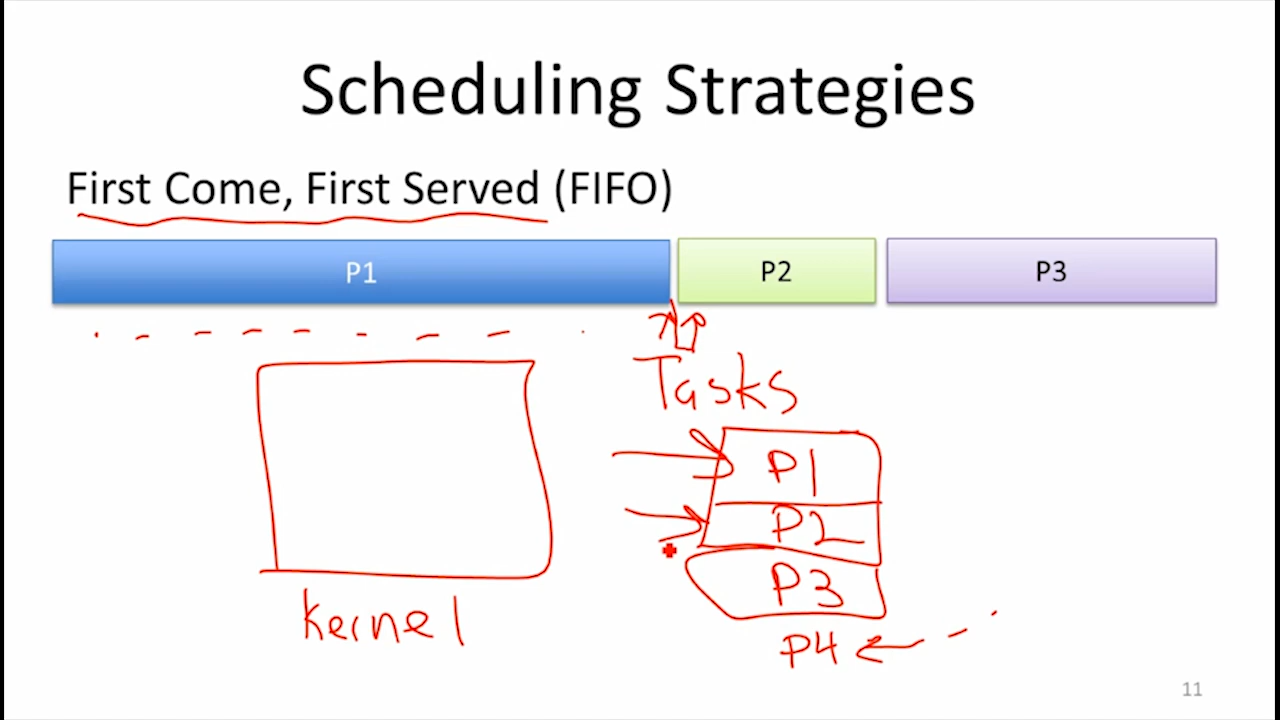 Scheduling Strategies
First Come, First Served (FIFO)
P1 P2 P3
Tasks
P1
P2
P3
Kernel
P4
11